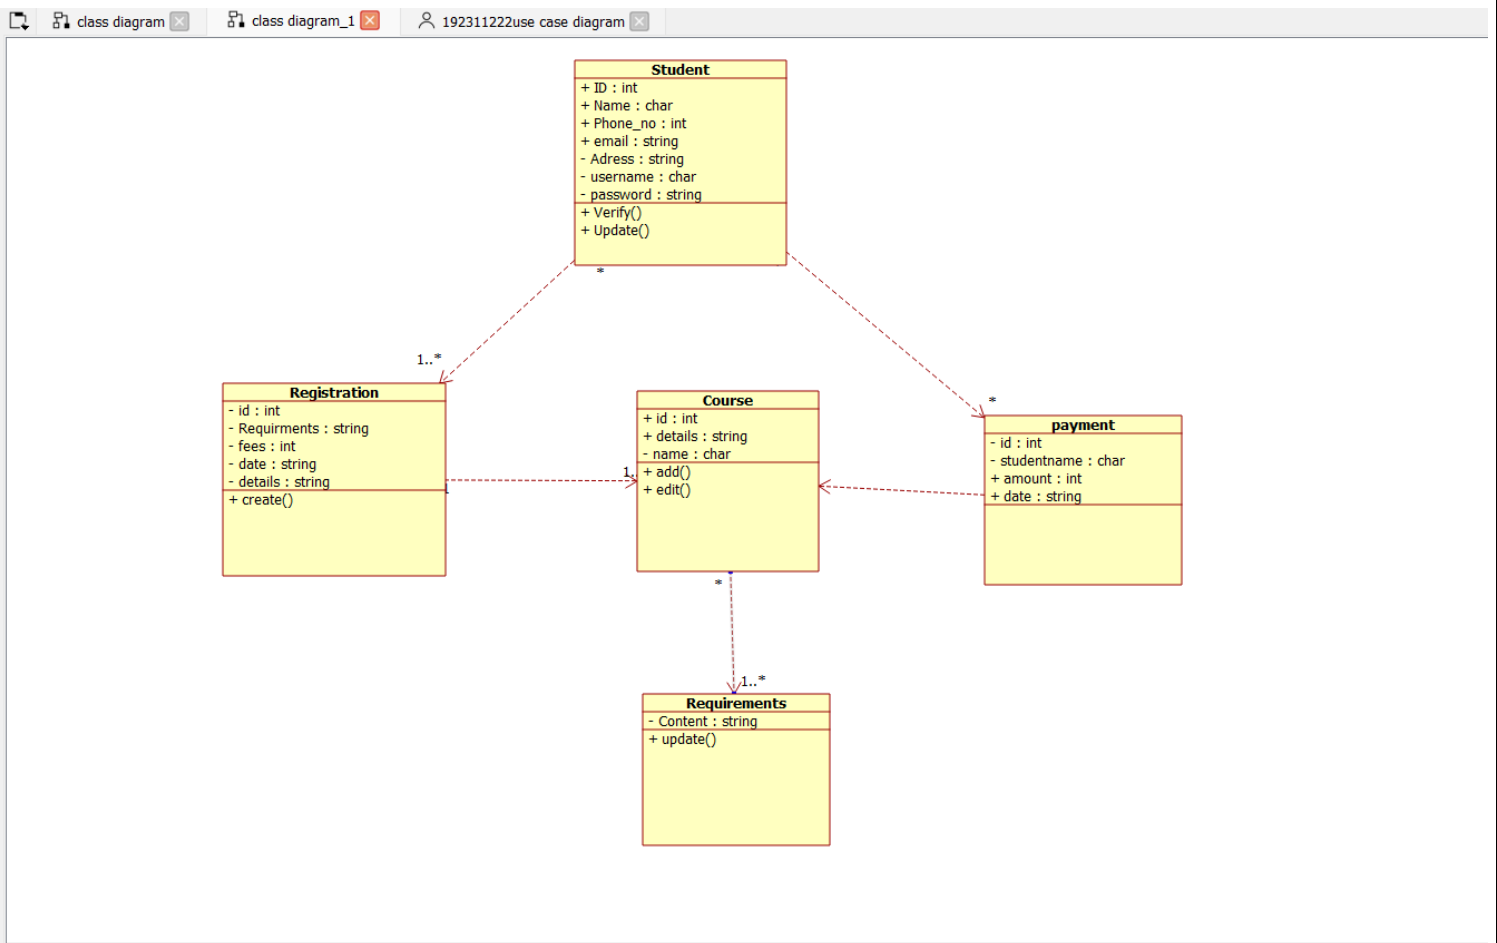 class diagram
class diagram_1
192311222use case diagram
Student
+ ID : int
+ Name : char
+ Phone_no : int
+ email : string
- Adress : string
- username : char
- password : string
+ Verify()
+ Update()
*
1..*
*
Registration
- id : int
- Requirments : string
- fees : int
- date : string
- details : string
+ create()
1
1..
Course
+ id : int
+ details : string
- name : char
+ add()
+ edit()
payment
- id : int
- studentname : char
+ amount : int
+ date : string
*
1..*
Requirements
- Content : string
+ update()